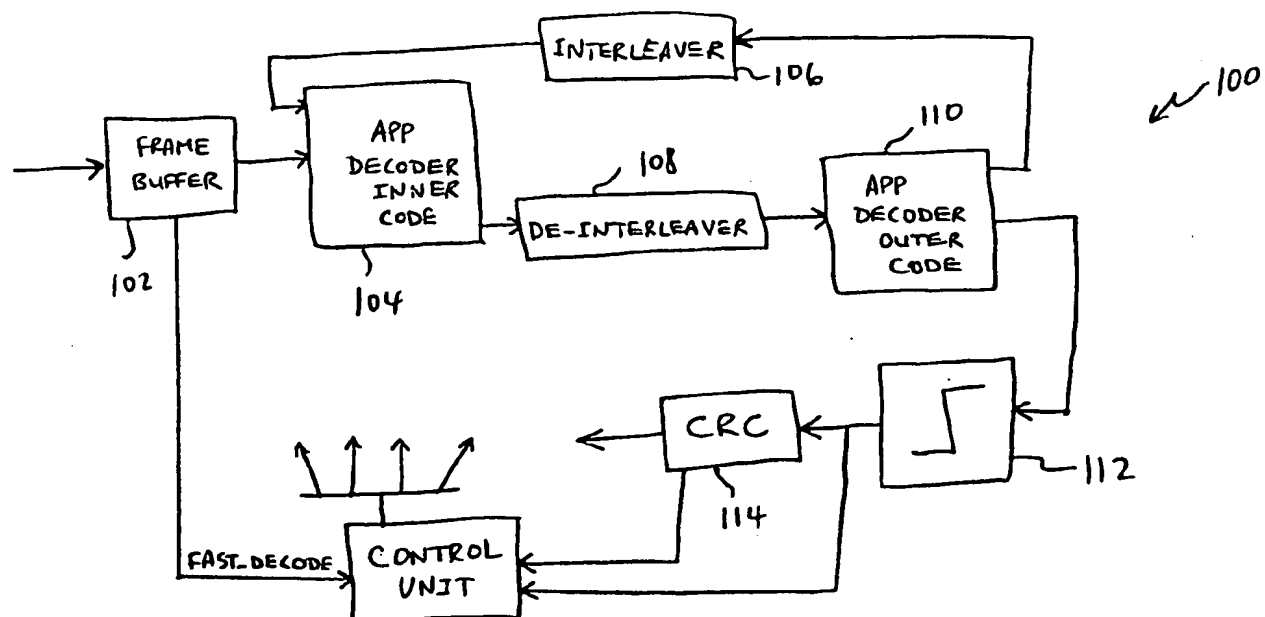 INTERLEAVER
106
100
FRAME
BUFFER
102
APP
DECODER
INNER
CODE
104
108
DE-INTERLEAVER
110
APP
DECODER
OUTER
CODE
112
CRC
114
FAST_DECODE
CONTROL
UNIT